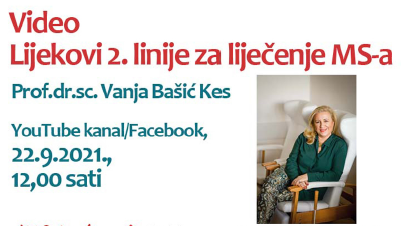 Video
Lijekovi 2. linije za liječenje MS-a
Prof.dr.sc. Vanja Bašić Kes
YouTube kanal/Facebook,
22.9.2021.,
12,00 sati